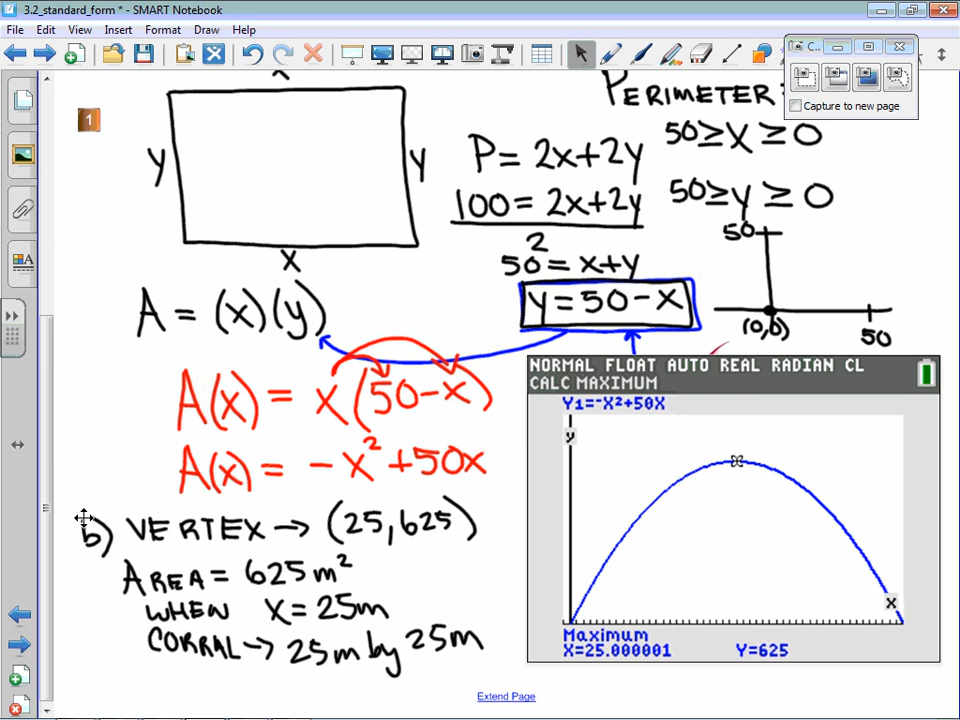 3.2_standard_form * - SMART Notebook
File Edit View Insert Format Draw Help
C...
Capture to new page
1
x
y
y
x
PERIMETER:
P = 2x+2y
100 = 2x+2y
2
50 = x+y
y = 50 - x
50 ≥ x ≥ 0
50 ≥ y ≥ 0
50
(0,0)
50
A = (x)(y)
A(x) = x(50-x)
A(x) = -x²+50x
b) VERTEX → (25,625)
AREA = 625m²
WHEN x = 25m
CORRAL → 25m by 25m
NORMAL FLOAT AUTO REAL RADIAN CL
CALC MAXIMUM
Y1=-X²+50X
y
x
Maximum
X=25.000001 Y=625
Extend Page